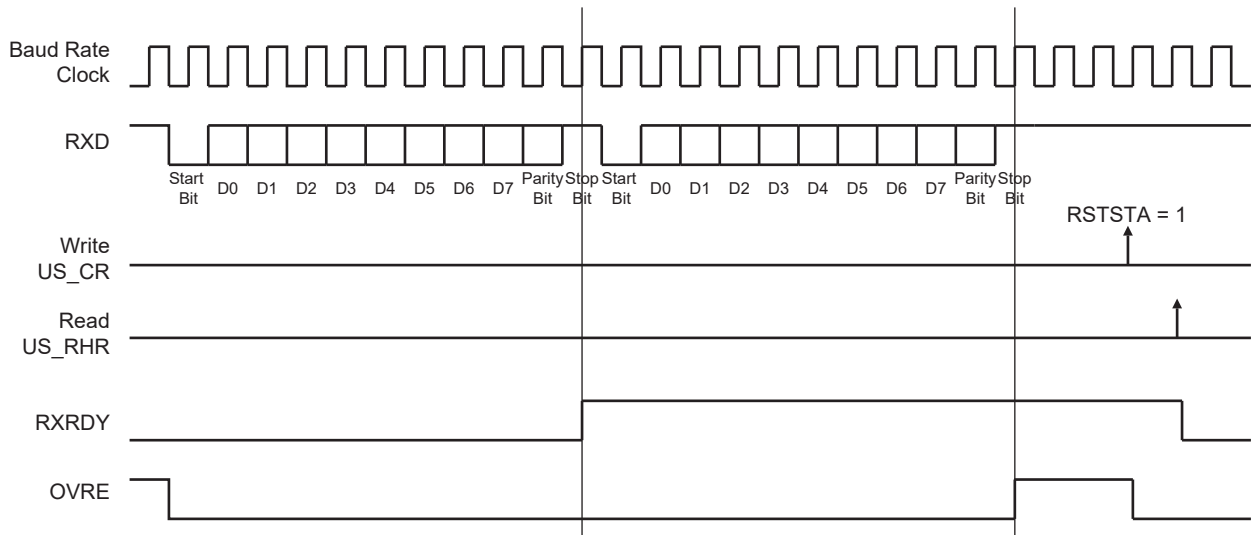 Baud Rate
Clock
RXD
Start
Bit
D0
D1
D2
D3
D4
D5
D6
D7
Parity
Bit
Stop
Bit
Start
Bit
D0
D1
D2
D3
D4
D5
D6
D7
Parity
Bit
Stop
Bit
RSTSTA = 1
Write
US_CR
Read
US_RHR
RXRDY
OVRE